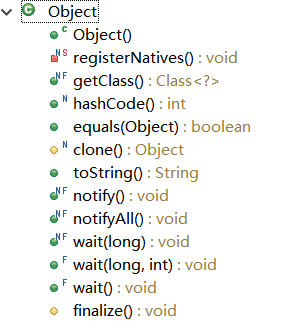 Object
C Object()
N S registerNatives() : void
N F getClass() : Class<?>
N hashCode() : int
equals(Object) : boolean
N clone() : Object
toString() : String
N F notify() : void
N F notifyAll() : void
N F wait(long) : void
F wait(long, int) : void
F wait() : void
finalize() : void